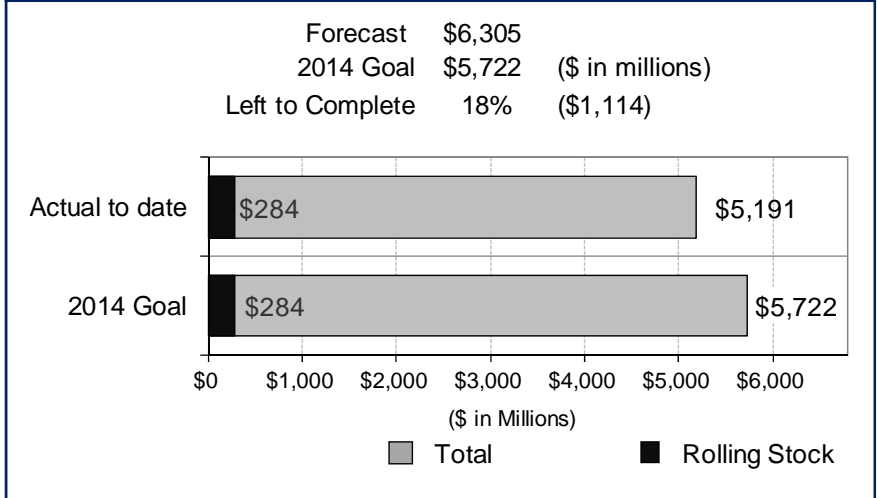 Forecast $6,305
2014 Goal $5,722 ($ in millions)
Left to Complete 18% ($1,114)
Actual to date $284 $5,191
2014 Goal $284 $5,722
$0 $1,000 $2,000 $3,000 $4,000 $5,000 $6,000
($ in Millions)
Total Rolling Stock